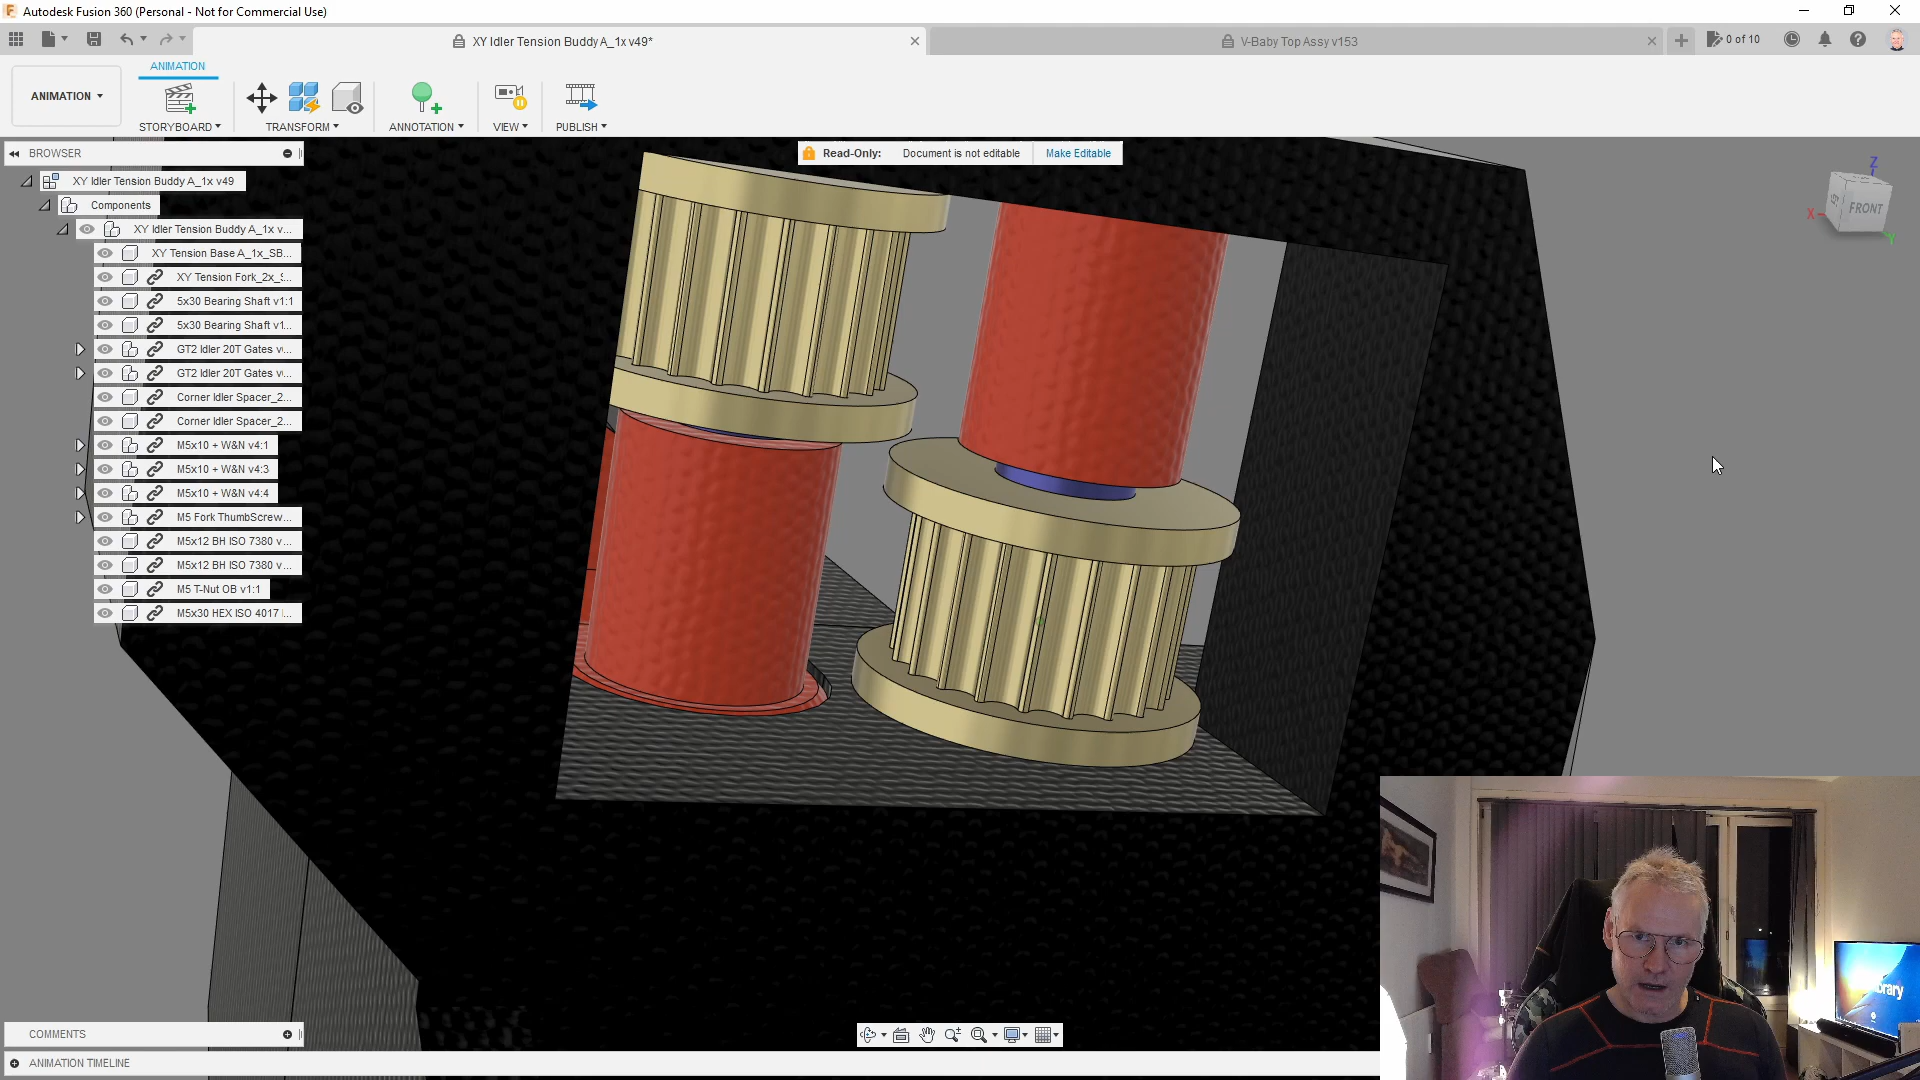 Autodesk Fusion 360 (Personal - Not for Commercial Use)
XY Idler Tension Buddy A_1x v49*
V-Baby Top Assy v153
0 of 10
ANIMATION
ANIMATION
STORYBOARD
TRANSFORM
ANNOTATION
VIEW
PUBLISH
BROWSER
Read-Only: Document is not editable Make Editable
XY Idler Tension Buddy A_1x v49
Components
XY Idler Tension Buddy A_1x v...
XY Tension Base A_1x_SB...
XY Tension Fork_2x_S...
5x30 Bearing Shaft v1:1
5x30 Bearing Shaft v1...
GT2 Idler 20T Gates v...
GT2 Idler 20T Gates v...
Corner Idler Spacer_2...
Corner Idler Spacer_2...
M5x10 + W&N v4:1
M5x10 + W&N v4:3
M5x10 + W&N v4:4
M5 Fork ThumbScrew...
M5x12 BH ISO 7380 v...
M5x12 BH ISO 7380 v...
M5 T-Nut OB v1:1
M5x30 HEX ISO 4017
Z
FRONT
X
Y
COMMENTS
ANIMATION TIMELINE